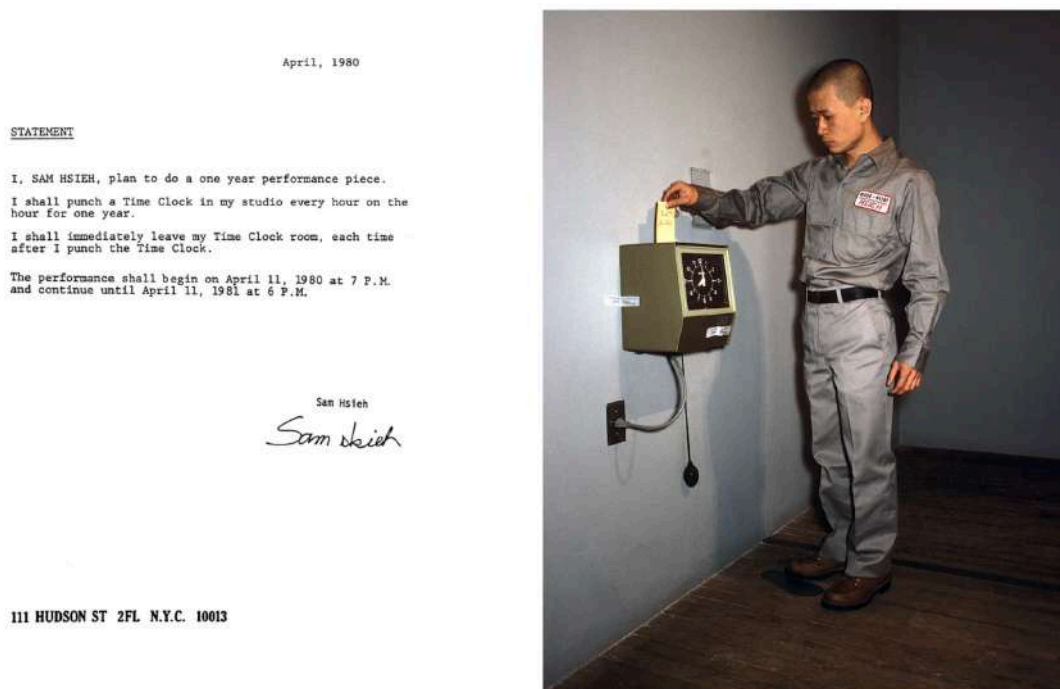 April, 1980
STATEMENT
I, SAM HSIEH, plan to do a one year performance piece.
I shall punch a Time Clock in my studio every hour on the
hour for one year.
I shall immediately leave my Time Clock room, each time
after I punch the Time Clock.
The performance shall begin on April 11, 1980 at 7 P.M.
and continue until April 11, 1981 at 6 P.M.
Sam Hsieh
Sam Hsieh
111 HUDSON ST 2FL N.Y.C. 10013